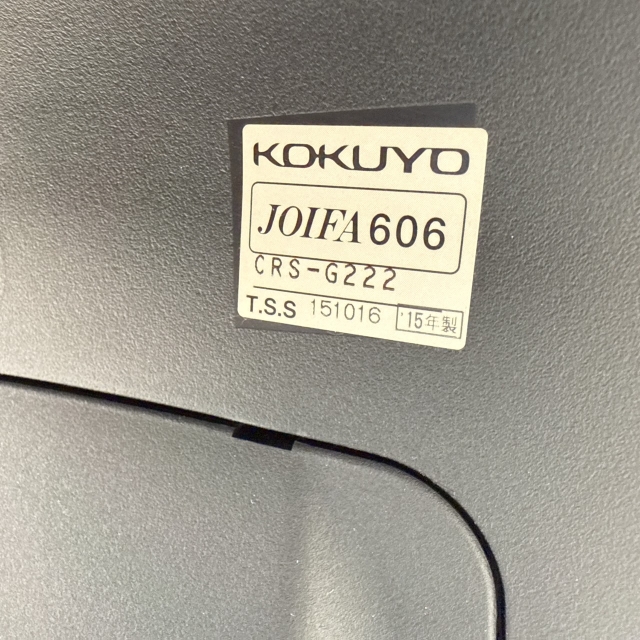 KOKUYO
JOIFA 606
CRS-G222
T.S.S 151016 '15年製